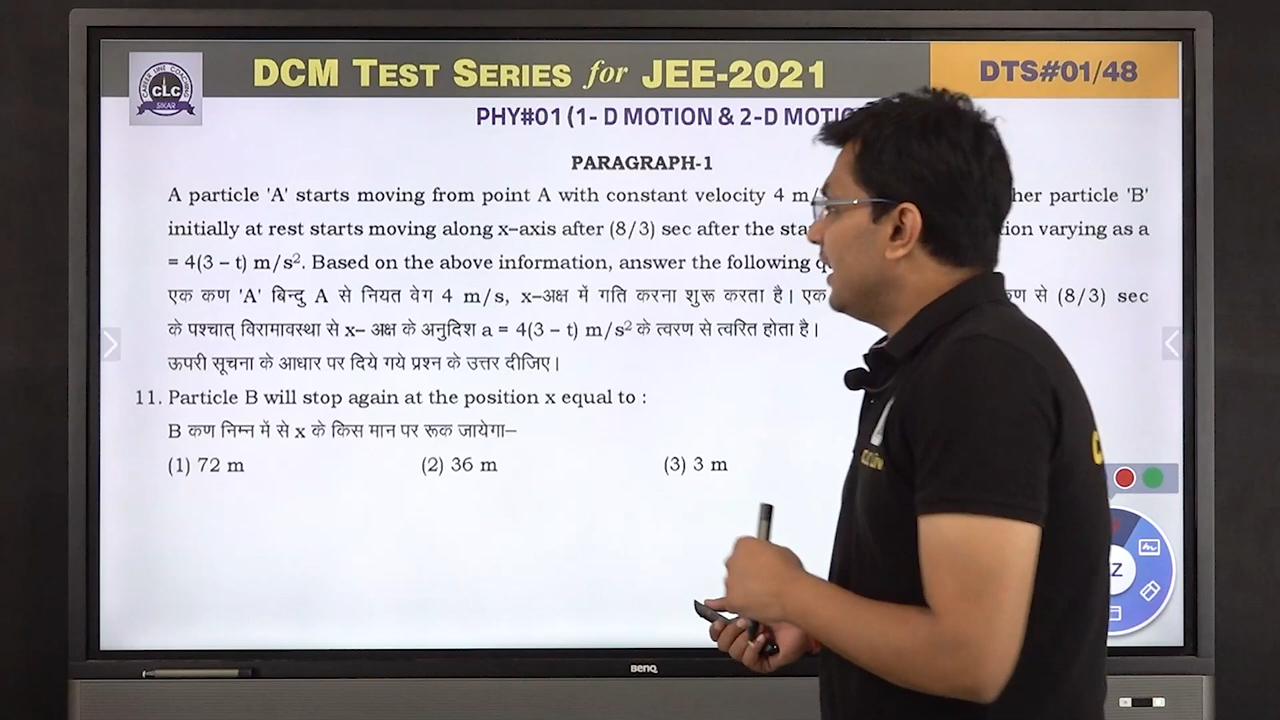 CAREER LINE COACHING
CLC
SIKAR
DCM TEST SERIES for JEE-2021
DTS#01/48
PHY#01 (1- D MOTION & 2-D
PARAGRAPH-1
A particle 'A' starts moving from point A with constant velocity 4 particle 'B'
initially at rest starts moving along x–axis after (8/3) sec after the varying as a
= 4(3 – t) m/s². Based on the above information, answer the following
एक कण 'A' बिन्दु A से नियत वेग 4 m/s, x–अक्ष में गति करना शुरू करता है। एक से (8/3) sec
के पश्चात् विरामावस्था से x– अक्ष के अनुदिश a = 4(3 – t) m/s² के त्वरण से त्वरित होता है।
ऊपरी सूचना के आधार पर दिये गये प्रश्न के उत्तर दीजिए।
11. Particle B will stop again at the position x equal to :
B कण निम्न में से x के किस मान पर रूक जायेगा–
(1) 72 m (2) 36 m (3) 3 m
Z
BenQ